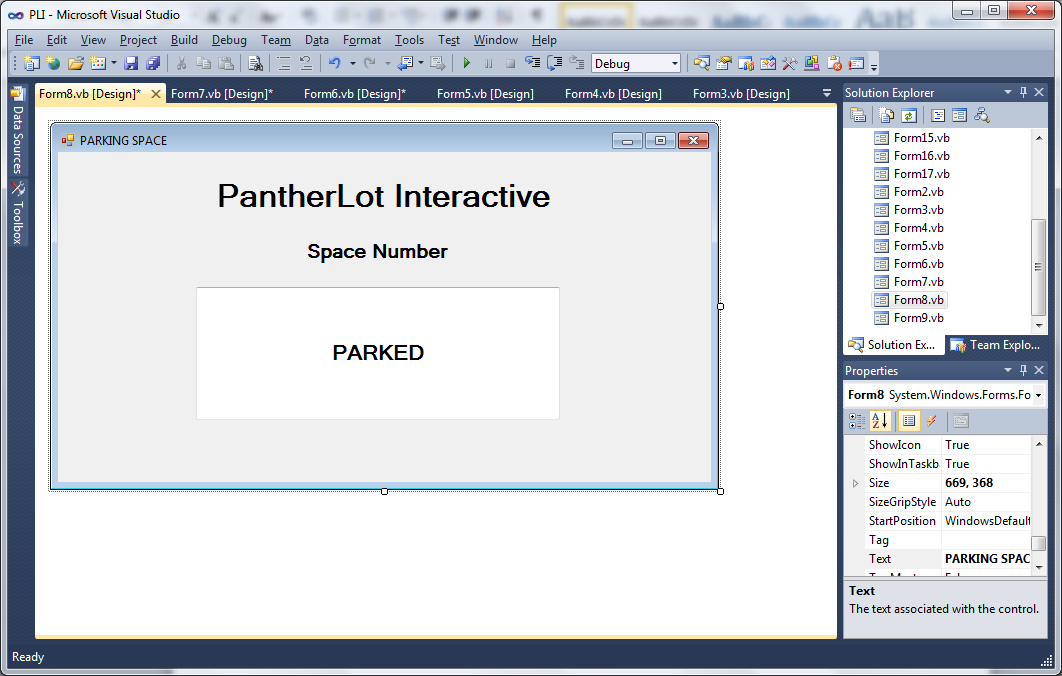 PLI - Microsoft Visual Studio
File Edit View Project Build Debug Team Data Format Tools Test Window Help
Debug
Data Sources
Toolbox
Form8.vb [Design]* Form7.vb [Design]* Form6.vb [Design]* Form5.vb [Design] Form4.vb [Design] Form3.vb [Design]
PARKING SPACE
PantherLot Interactive
Space Number
PARKED
Solution Explorer
Form15.vb
Form16.vb
Form17.vb
Form2.vb
Form3.vb
Form4.vb
Form5.vb
Form6.vb
Form7.vb
Form8.vb
Form9.vb
Solution Ex... Team Explo...
Properties
Form8 System.Windows.Forms.Fo
ShowIcon True
ShowInTaskb True
Size 669, 368
SizeGripStyle Auto
StartPosition WindowsDefault
Tag
Text PARKING SPAC
Text
The text associated with the control.
Ready